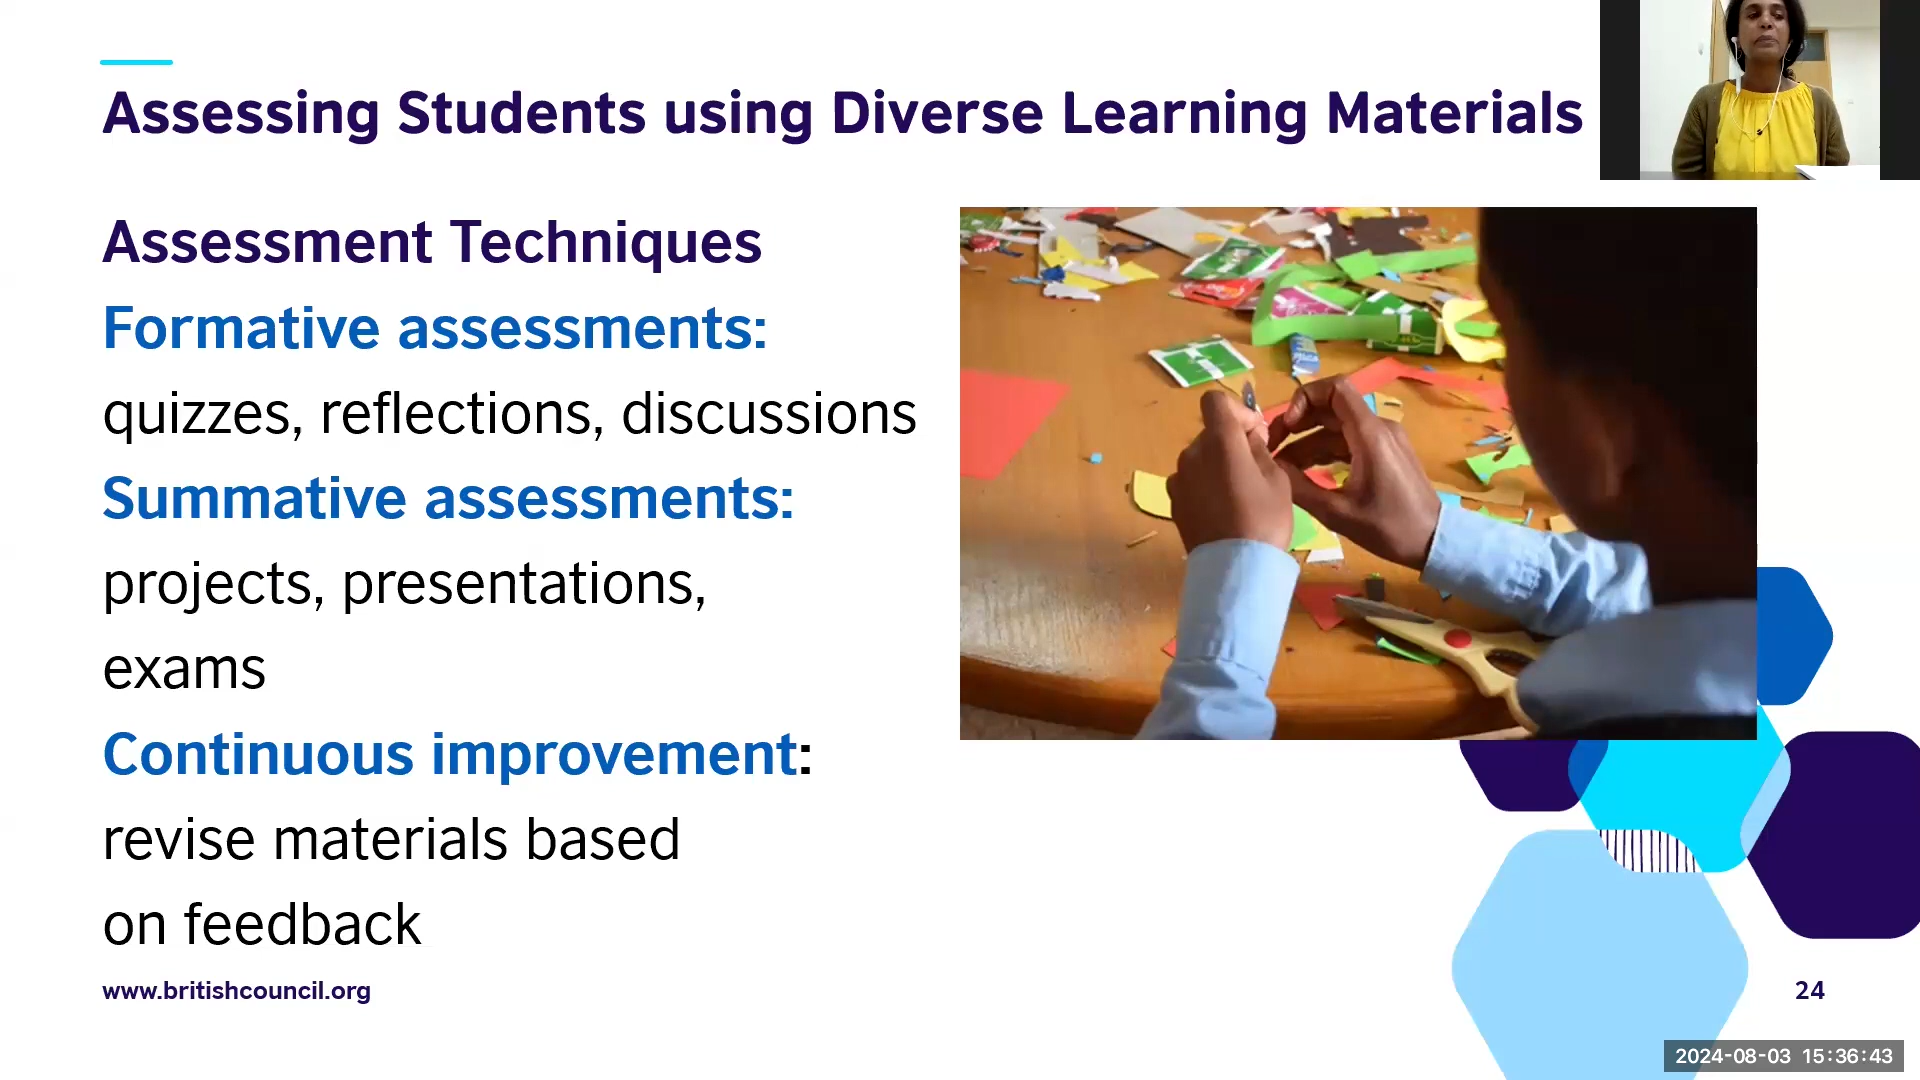 Assessing Students using Diverse Learning Materials
Assessment Techniques
Formative assessments:
quizzes, reflections, discussions
Summative assessments:
projects, presentations,
exams
Continuous improvement:
revise materials based
on feedback
www.britishcouncil.org
24
2024-08-03 15:36:43